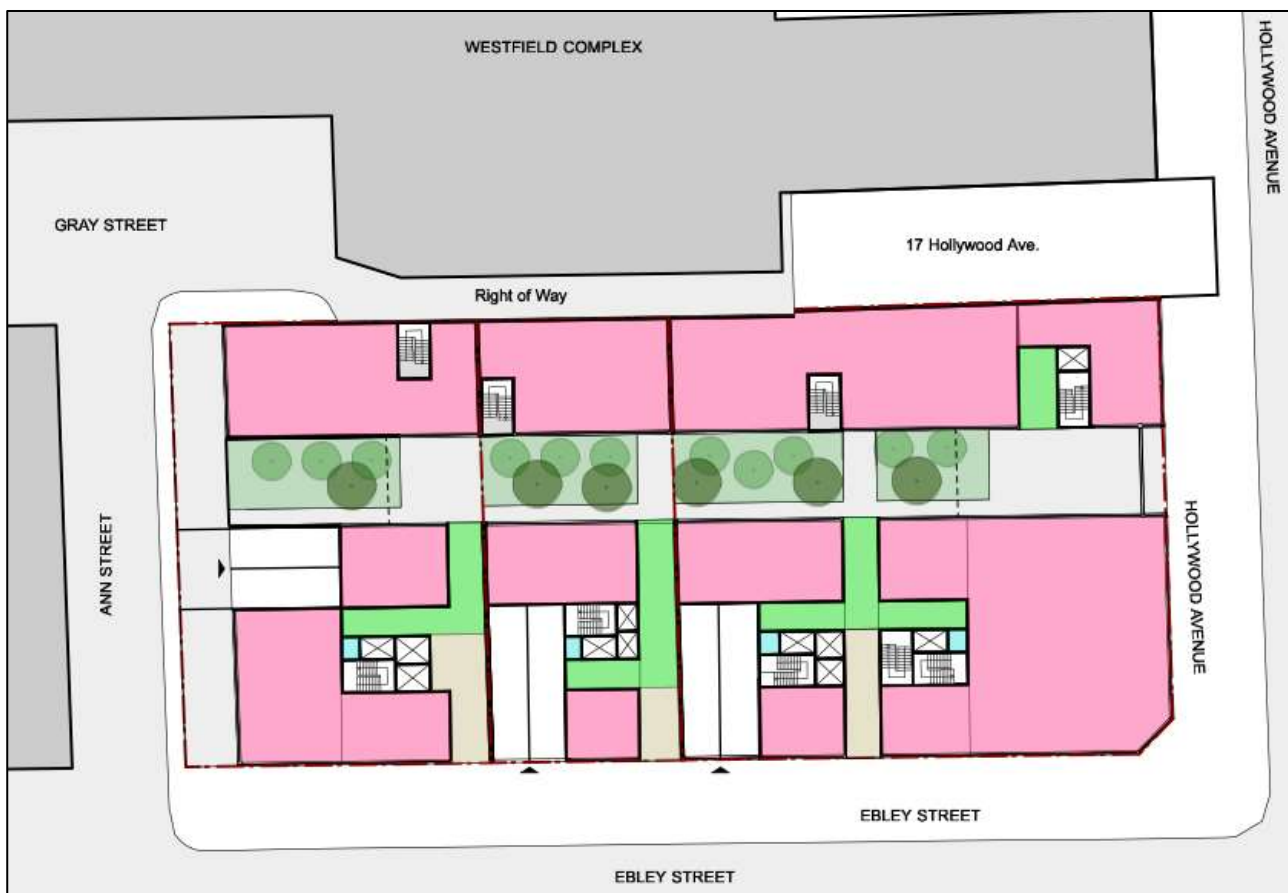 WESTFIELD COMPLEX
HOLLYWOOD AVENUE
GRAY STREET
17 Hollywood Ave.
Right of Way
ANN STREET
HOLLYWOOD AVENUE
EBLEY STREET
EBLEY STREET